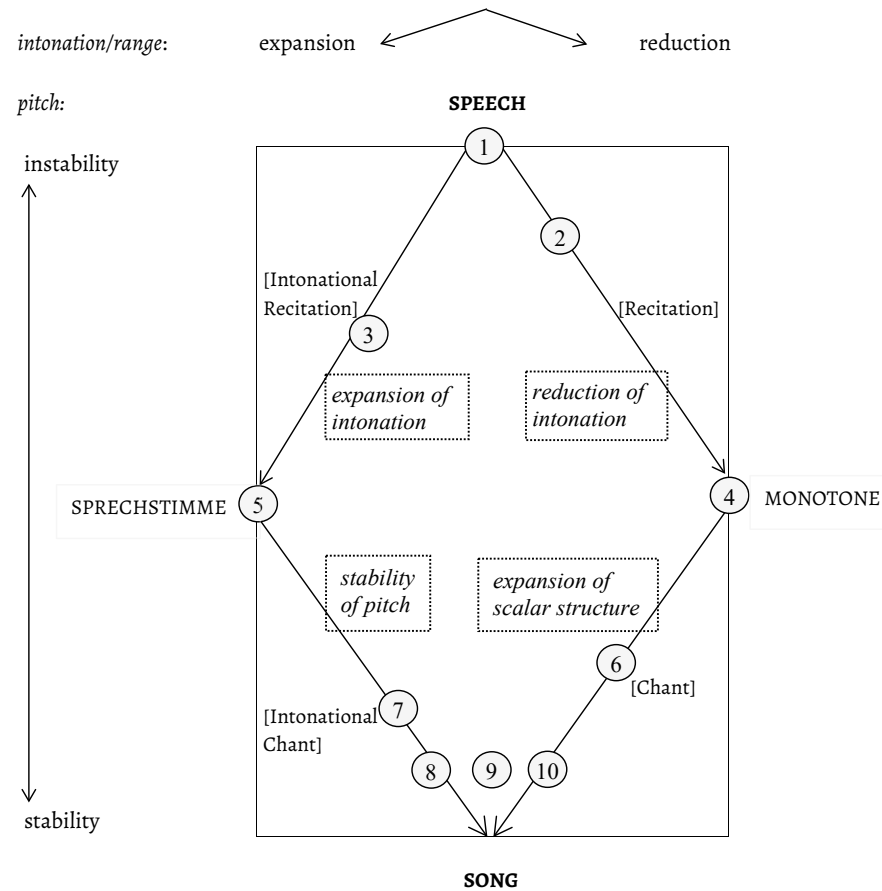 intonation/range: expansion reduction
pitch: SPEECH
instability
1
2
[Intonational
Recitation]
[Recitation]
3
expansion of
intonation
reduction of
intonation
SPRECHSTIMME 5
4 MONOTONE
stability
of pitch
expansion of
scalar structure
6
[Chant]
[Intonational
Chant]
7
8 9 10
stability
SONG